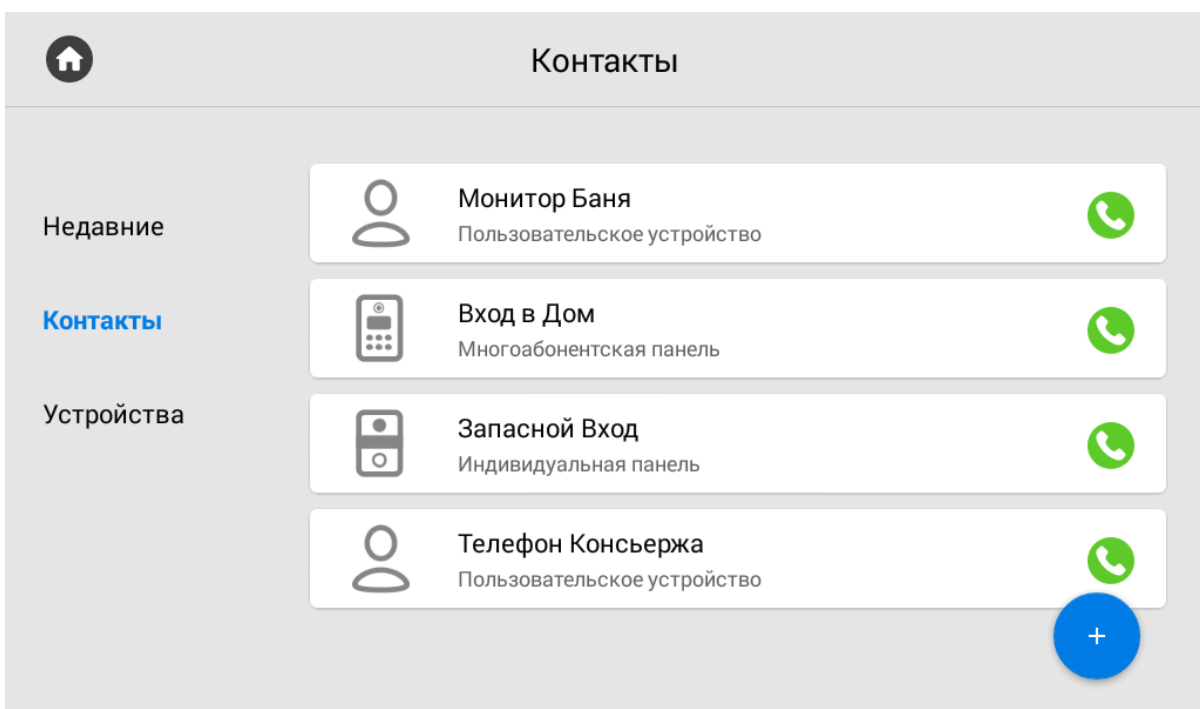 Контакты
Недавние
Контакты
Устройства
Монитор Баня
Пользовательское устройство
Вход в Дом
Многоабонентская панель
Запасной Вход
Индивидуальная панель
Телефон Консьержа
Пользовательское устройство
+